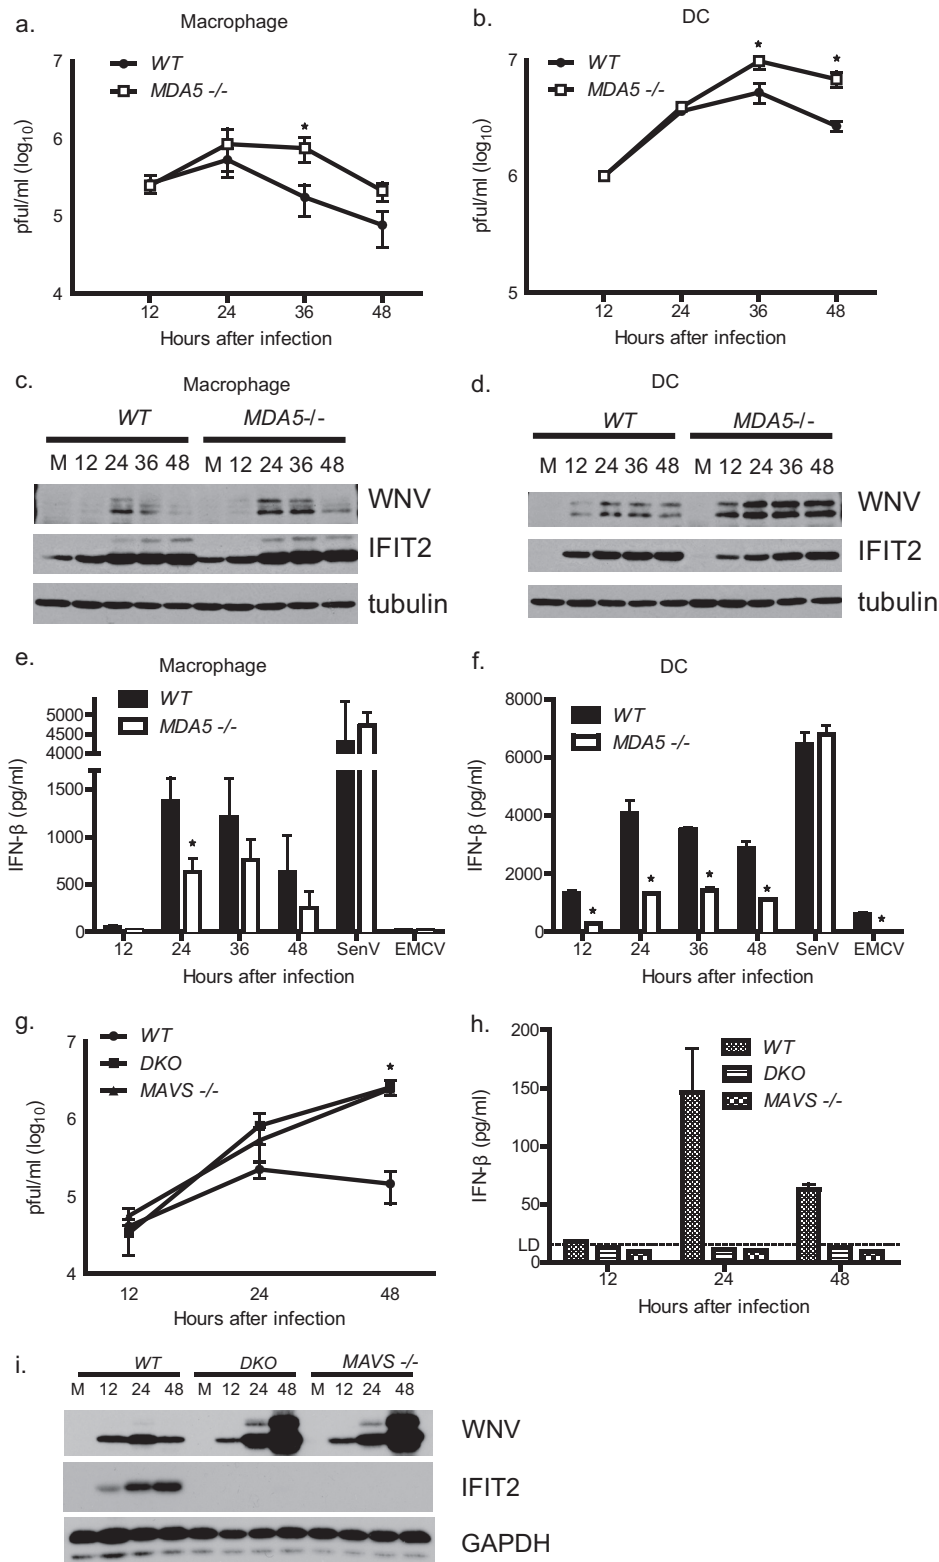 a.
Macrophage
WT
MDA5 -/-
pful/ml (log10)
7
6
5
4
*
12 24 36 48
Hours after infection
b.
DC
WT
MDA5 -/-
pful/ml (log10)
7
6
5
* *
12 24 36 48
Hours after infection
c.
Macrophage
WT MDA5-/-
M 12 24 36 48 M 12 24 36 48
WNV
IFIT2
tubulin
d.
DC
WT MDA5-/-
M 12 24 36 48 M 12 24 36 48
WNV
IFIT2
tubulin
e.
Macrophage
WT
MDA5 -/-
IFN-β (pg/ml)
5000
4500
4000
1500
1000
500
0
*
12 24 36 48 SenV EMCV
Hours after infection
f.
DC
WT
MDA5 -/-
IFN-β (pg/ml)
8000
6000
4000
2000
0
* * * * *
12 24 36 48 SenV EMCV
Hours after infection
g.
WT
DKO
MAVS -/-
pful/ml (log10)
7
6
5
4
*
12 24 48
Hours after infection
h.
WT
DKO
MAVS -/-
IFN-β (pg/ml)
200
150
100
50
LD
0
12 24 48
Hours after infection
i.
WT DKO MAVS -/-
M 12 24 48 M 12 24 48 M 12 24 48
WNV
IFIT2
GAPDH